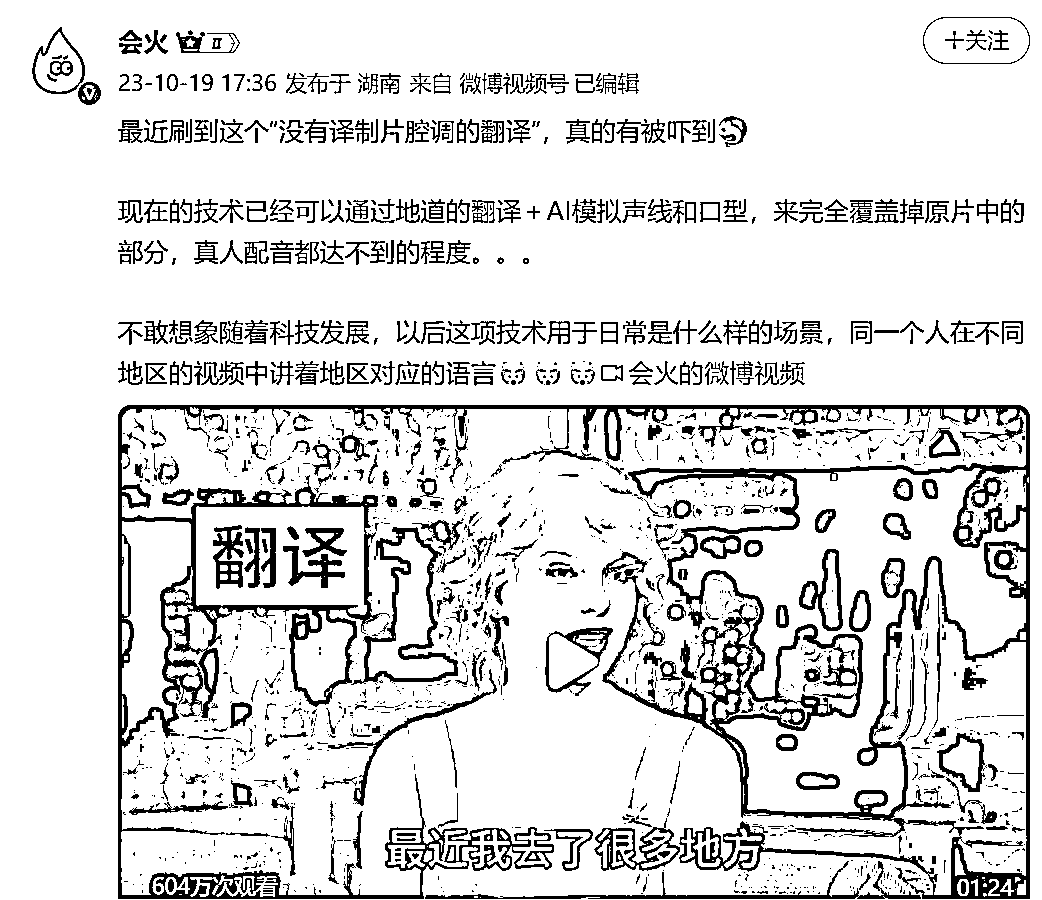 会火 II
+关注
23-10-19 17:36 发布于 湖南 来自 微博视频号 已编辑
最近刷到这个"没有译制片腔调的翻译"，真的有被吓到
现在的技术已经可以通过地道的翻译+AI模拟声线和口型，来完全覆盖掉原片中的
部分，真人配音都达不到的程度。。。
不敢想象随着科技发展，以后这项技术用于日常是什么样的场景，同一个人在不同
地区的视频中讲着地区对应的语言 会火的微博视频
翻译
最近我去了很多地方
604万次观看
01:24